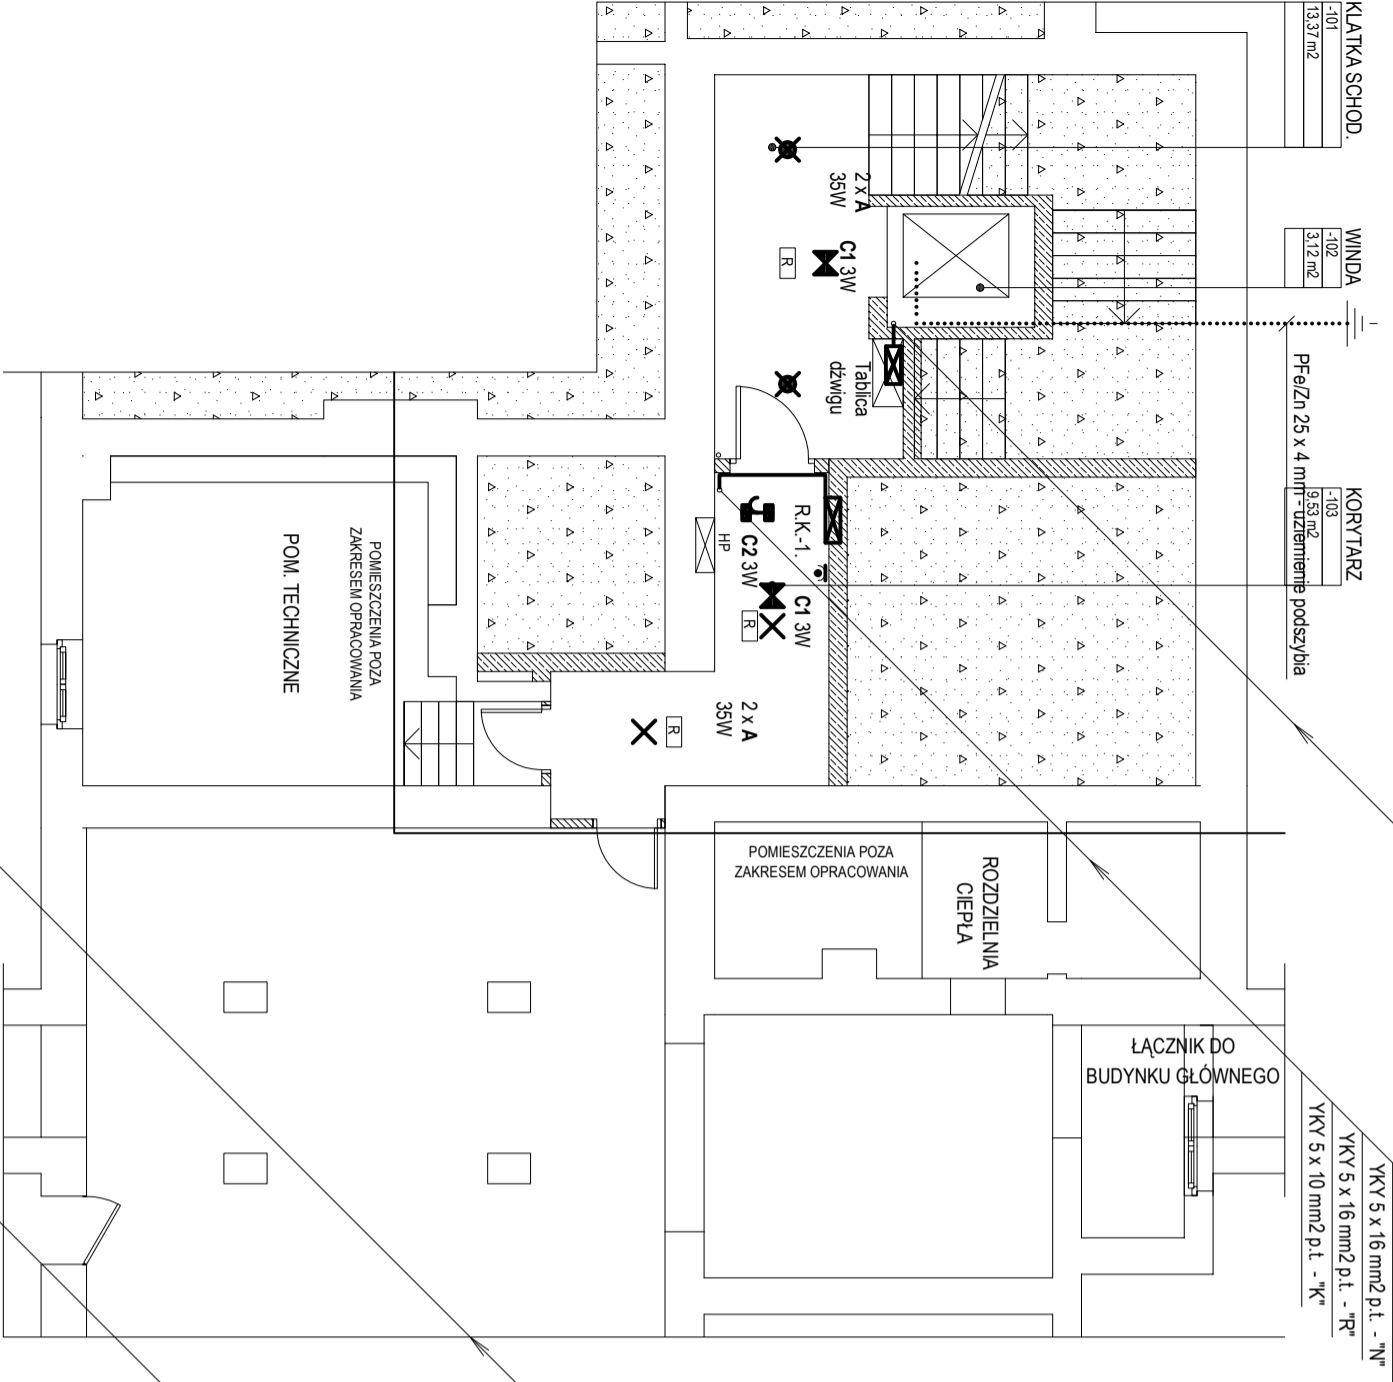 KLATKA SCHOD.
-101
13,37 m2
WINDA
-102
3,12 m2
KORYTARZ
-103
9,53 m2
PFe/Zn 25 x 4 mm - uziemienie podszybia
2 x A
35W
C1 3W
R
Tablica
dźwigu
R.K.-1.
HP
C2 3W
C1 3W
R
2 x A
35W
R
POMIESZCZENIA POZA
ZAKRESEM OPRACOWANIA
POM. TECHNICZNE
POMIESZCZENIA POZA
ZAKRESEM OPRACOWANIA
ROZDZIELNIA
CIEPŁA
ŁĄCZNIK DO
BUDYNKU GŁÓWNEGO
YKY 5 x 16 mm2 p.t. - "N"
YKY 5 x 16 mm2 p.t. - "R"
YKY 5 x 10 mm2 p.t. - "K"